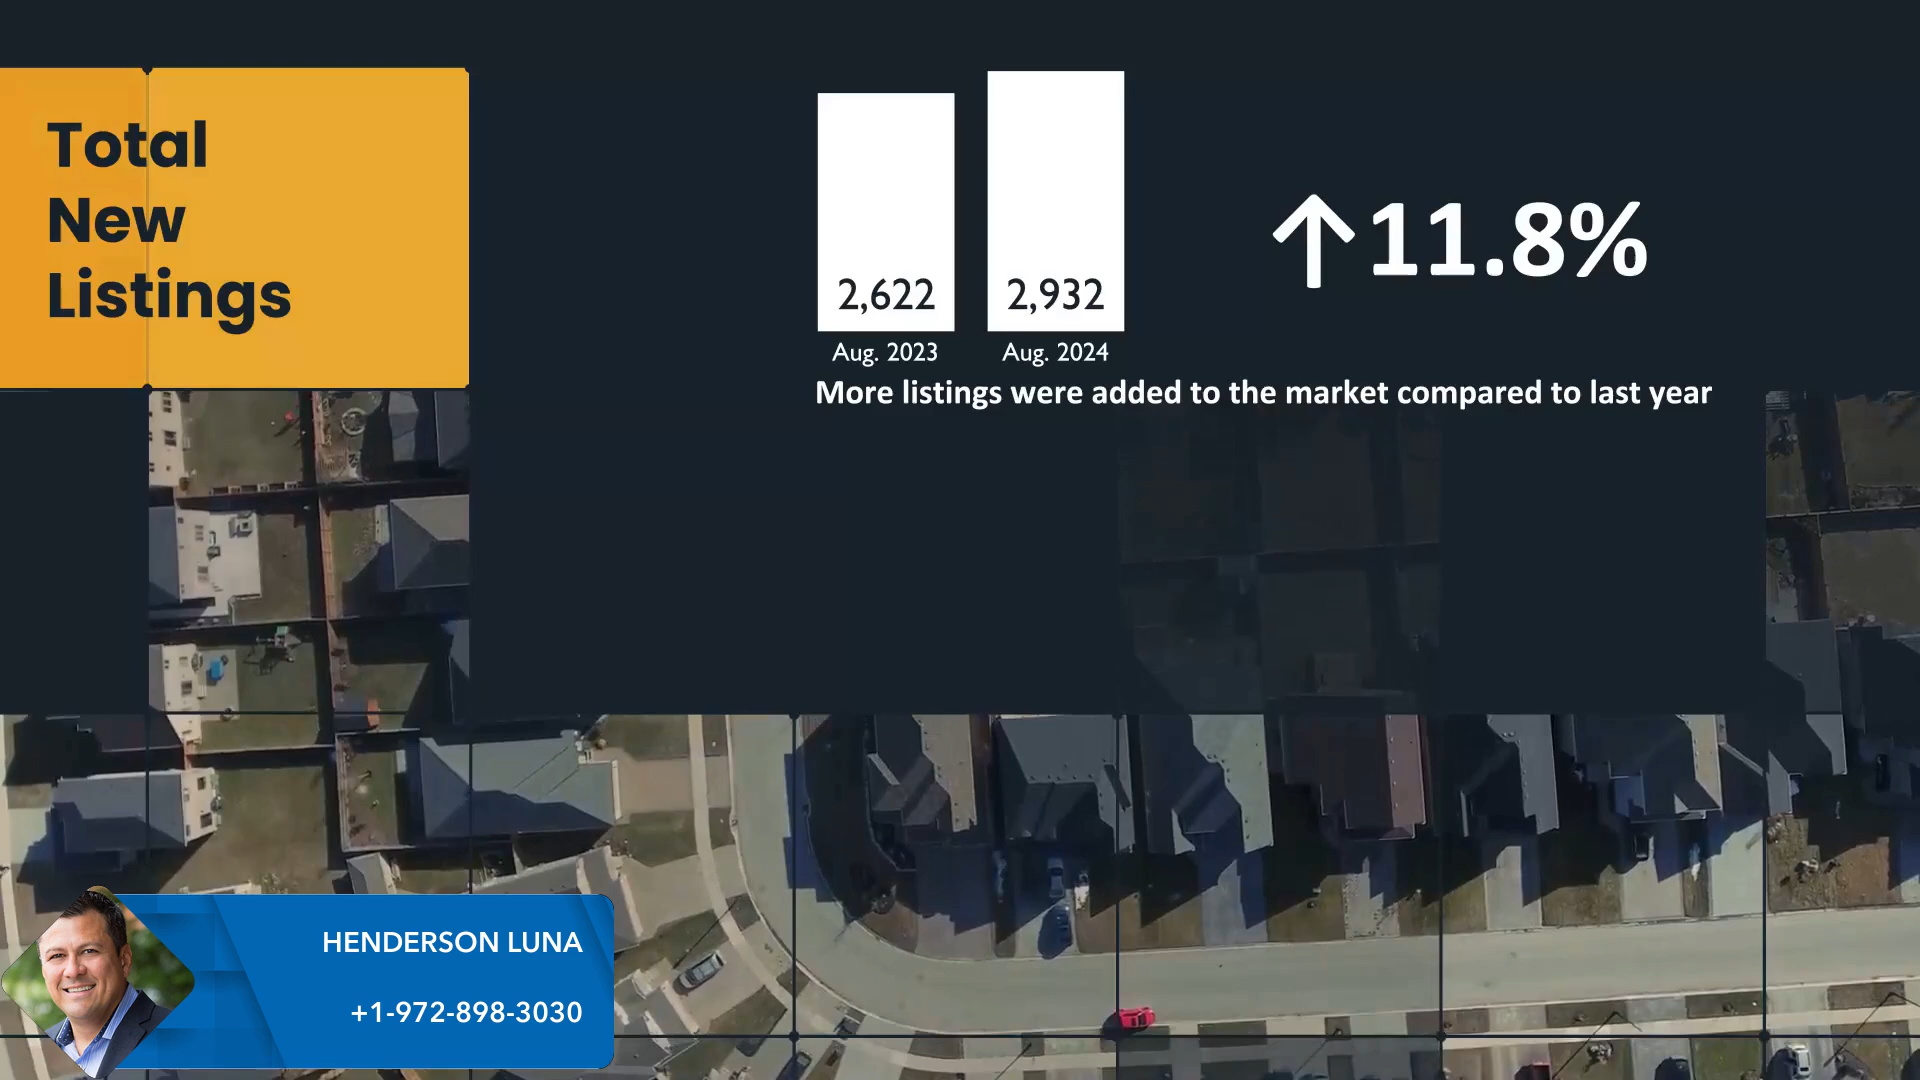 Total
New
Listings
2,622
2,932
Aug. 2023
Aug. 2024
↑11.8%
More listings were added to the market compared to last year
HENDERSON LUNA
+1-972-898-3030